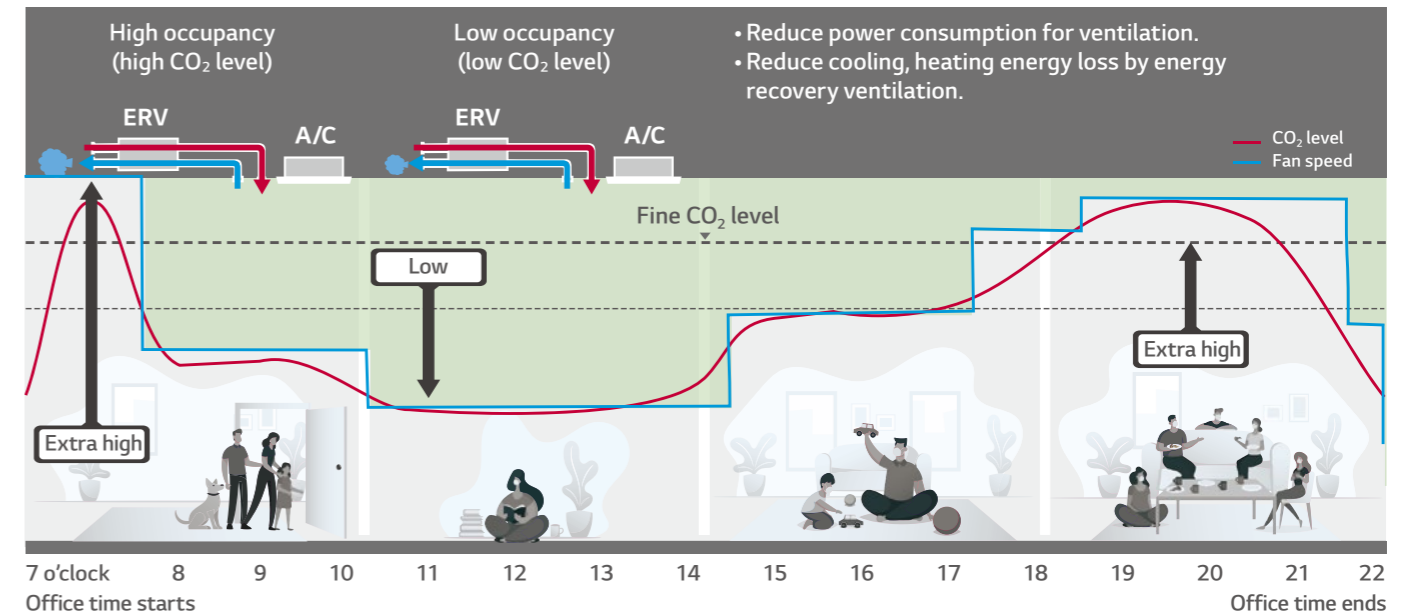 High occupancy
(high CO₂ level)
Low occupancy
(low CO₂ level)
• Reduce power consumption for ventilation.
• Reduce cooling, heating energy loss by energy
recovery ventilation.
ERV
A/C
ERV
A/C
CO₂ level
Fan speed
Fine CO₂ level
Low
Extra high
Extra high
7 o’clock 8 9 10 11 12 13 14 15 16 17 18 19 20 21 22
Office time starts
Office time ends